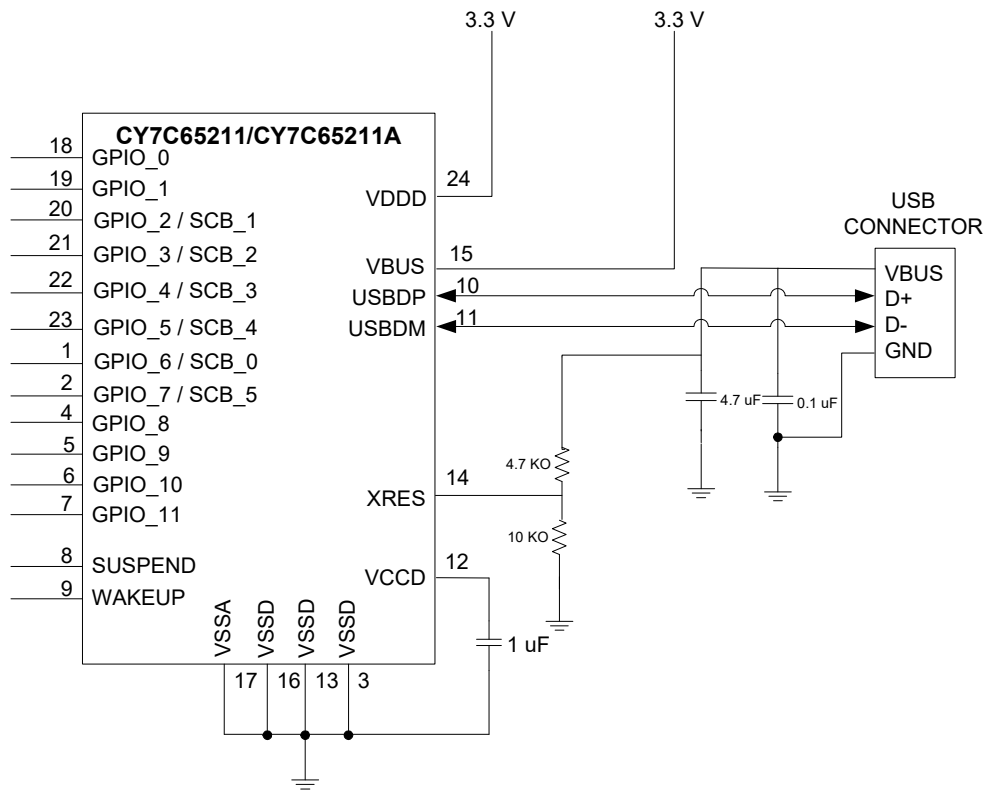 3.3 V
3.3 V
CY7C65211/CY7C65211A
18
GPIO_0
19
GPIO_1
20
GPIO_2 / SCB_1
21
GPIO_3 / SCB_2
22
GPIO_4 / SCB_3
23
GPIO_5 / SCB_4
1
GPIO_6 / SCB_0
2
GPIO_7 / SCB_5
4
GPIO_8
5
GPIO_9
6
GPIO_10
7
GPIO_11
8
SUSPEND
9
WAKEUP
VDDD
24
VBUS
15
USBDP
10
USBDM
11
XRES
14
VCCD
12
VSSA
VSSD
VSSD
VSSD
17
16
13
3
USB
CONNECTOR
VBUS
D+
D-
GND
4.7 uF
0.1 uF
4.7 KO
10 KO
1 uF